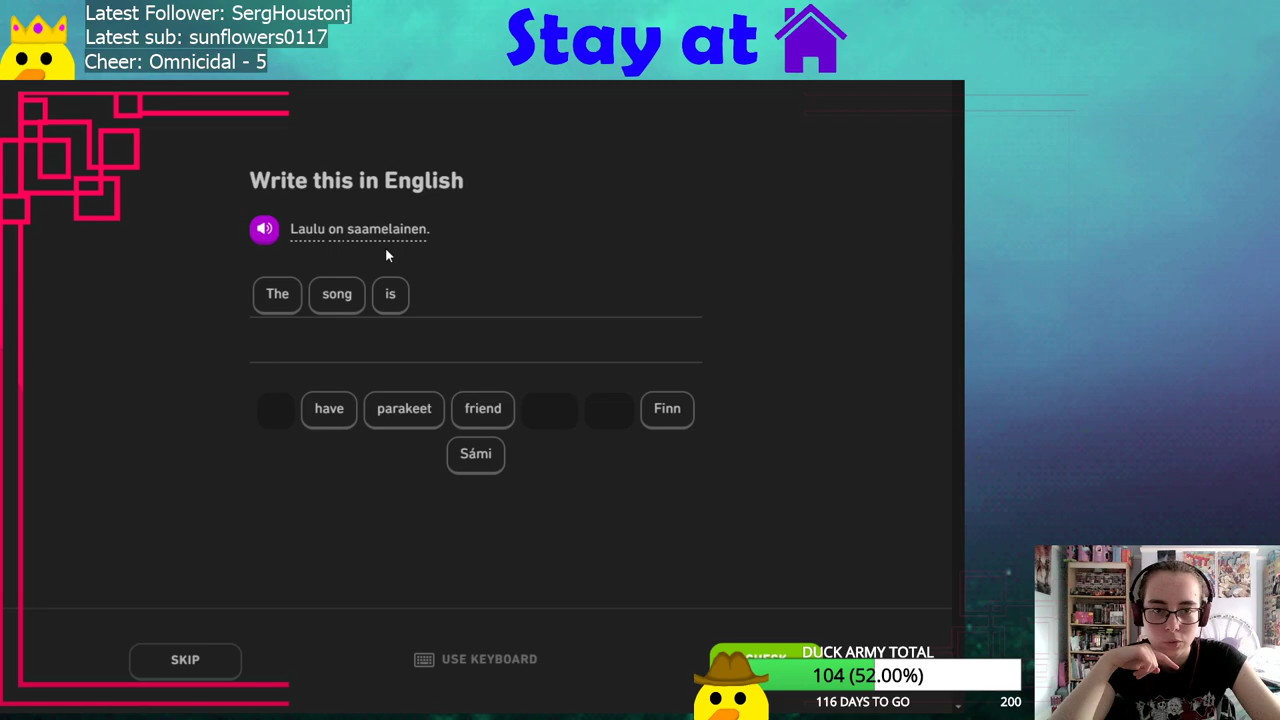 Latest Follower: SergHoustonj
Latest sub: sunflowers0117
Cheer: Omnicidal - 5
Stay at
Write this in English
Laulu on saamelainen.
The song is
have parakeet friend Finn
Sámi
SKIP
USE KEYBOARD
CHECK
DUCK ARMY TOTAL
104 (52.00%)
116 DAYS TO GO 200